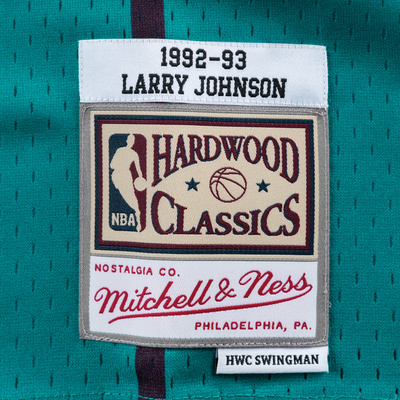 1992-93
LARRY JOHNSON
HARDWOOD
NBA
CLASSICS
NOSTALGIA CO.
Mitchell & Ness
PHILADELPHIA, PA.
HWC SWINGMAN